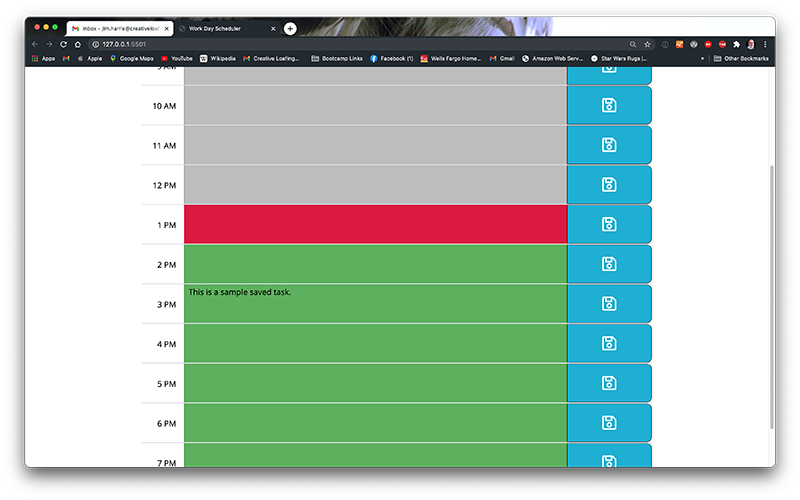 Inbox - jim.harris@creativeloaf
Work Day Scheduler
127.0.0.1:5501
Apps Apple Google Maps YouTube Wikipedia Creative Loafing... Bootcamp Links Facebook (1) Wells Fargo Home... Gmail Amazon Web Serv... Star Wars Rugs |... » Other Bookmarks
9 AM
10 AM
11 AM
12 PM
1 PM
2 PM
3 PM This is a sample saved task.
4 PM
5 PM
6 PM
7 PM